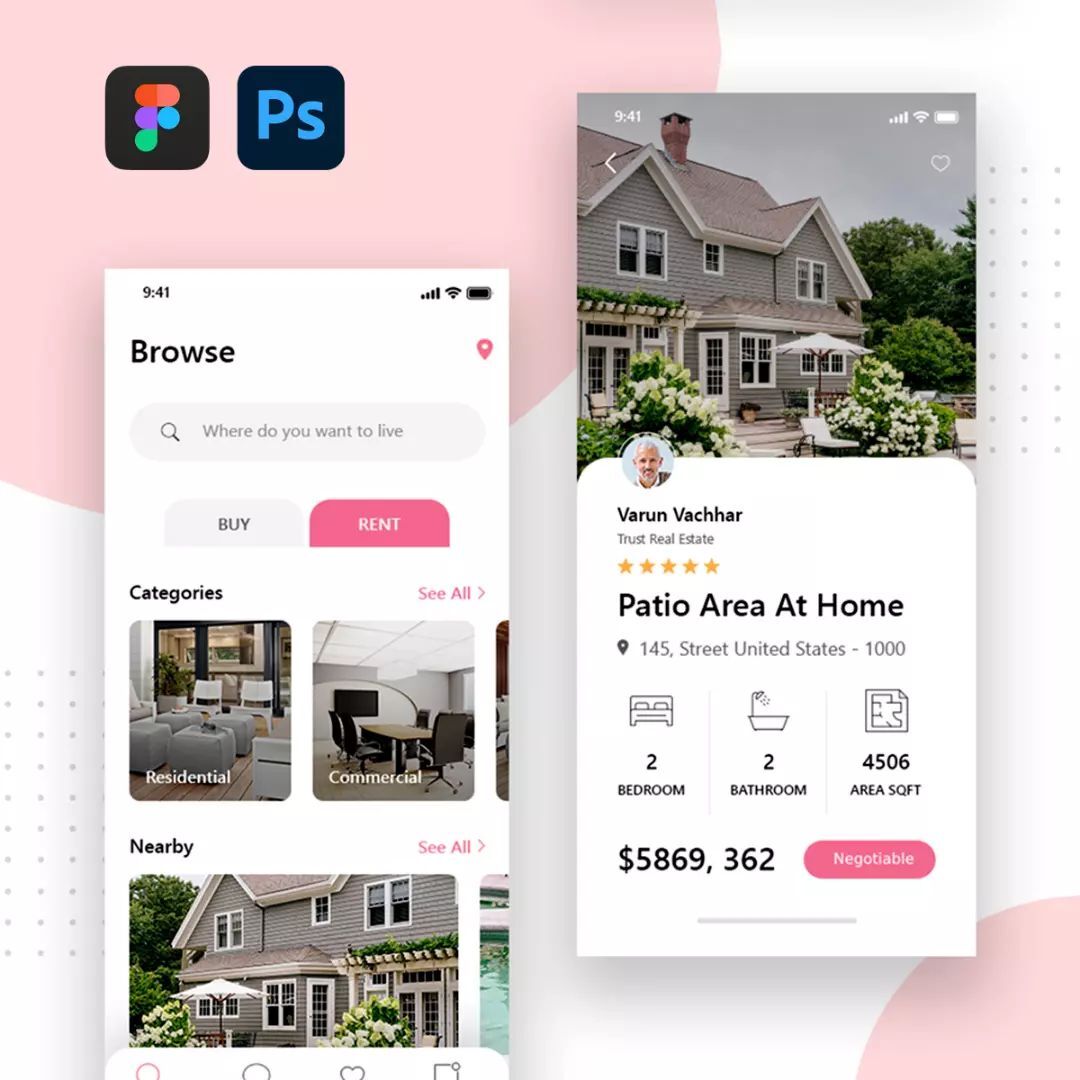 Ps
9:41
Browse
Where do you want to live
BUY
RENT
Categories
See All
Residential
Commercial
Nearby
See All
9:41
Varun Vachhar
Trust Real Estate
Patio Area At Home
145, Street United States - 1000
2
2
4506
BEDROOM
BATHROOM
AREA SQFT
$5869, 362
Negotiable